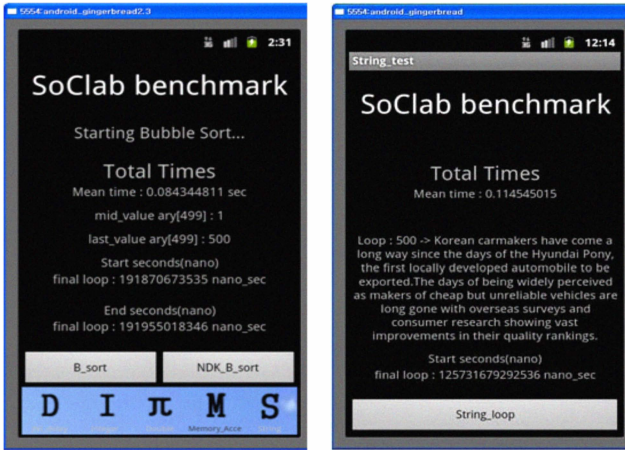 5554:android_gingerbread2.3
2:31
SoClab benchmark
Starting Bubble Sort...
Total Times
Mean time : 0.084344811 sec
mid_value ary[499] : 1
last_value ary[499] : 500
Start seconds(nano)
final loop : 191870673535 nano_sec
End seconds(nano)
final loop : 191955018346 nano_sec
B_sort
NDK_B_sort
D I π M S
Memory_Acce
5554:android_gingerbread
12:14
String_test
SoClab benchmark
Total Times
Mean time : 0.114545015
Loop : 500 -> Korean carmakers have come a
long way since the days of the Hyundai Pony,
the first locally developed automobile to be
exported.The days of being widely perceived
as makers of cheap but unreliable vehicles are
long gone with overseas surveys and
consumer research showing vast
improvements in their quality rankings.
Start seconds(nano)
final loop : 125731679292536 nano_sec
String_loop